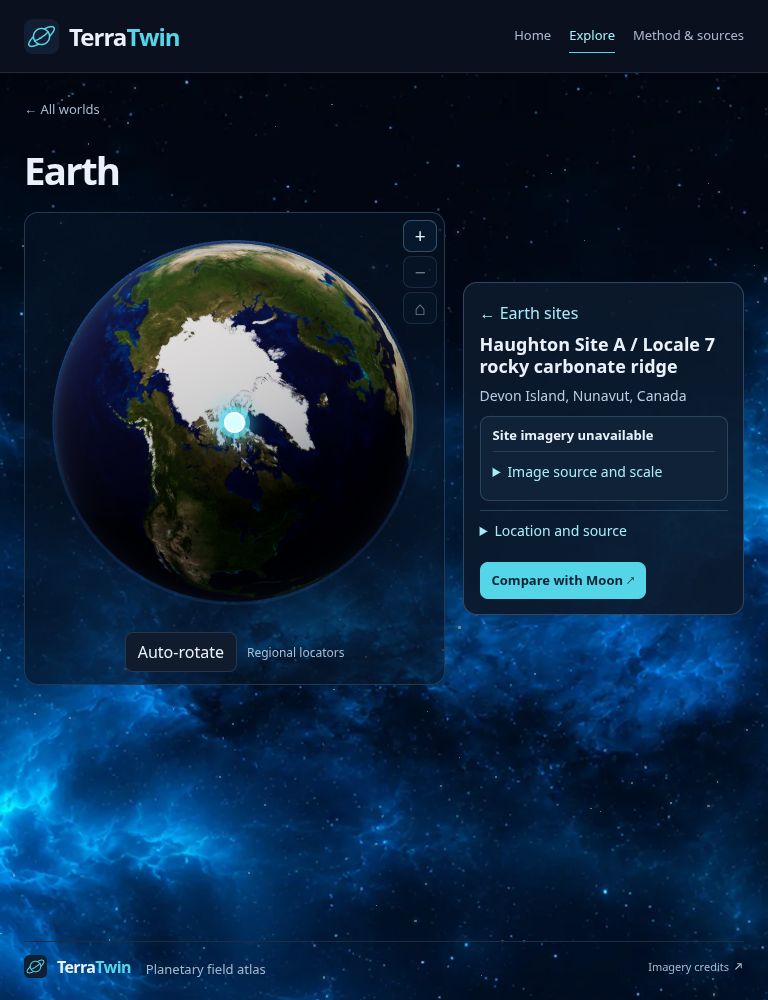 TerraTwin
Home Explore Method & sources
← All worlds
Earth
+
−
⌂
← Earth sites
Haughton Site A / Locale 7
rocky carbonate ridge
Devon Island, Nunavut, Canada
Site imagery unavailable
▶ Image source and scale
▶ Location and source
Compare with Moon ↗
Auto-rotate Regional locators
TerraTwin Planetary field atlas
Imagery credits ↗